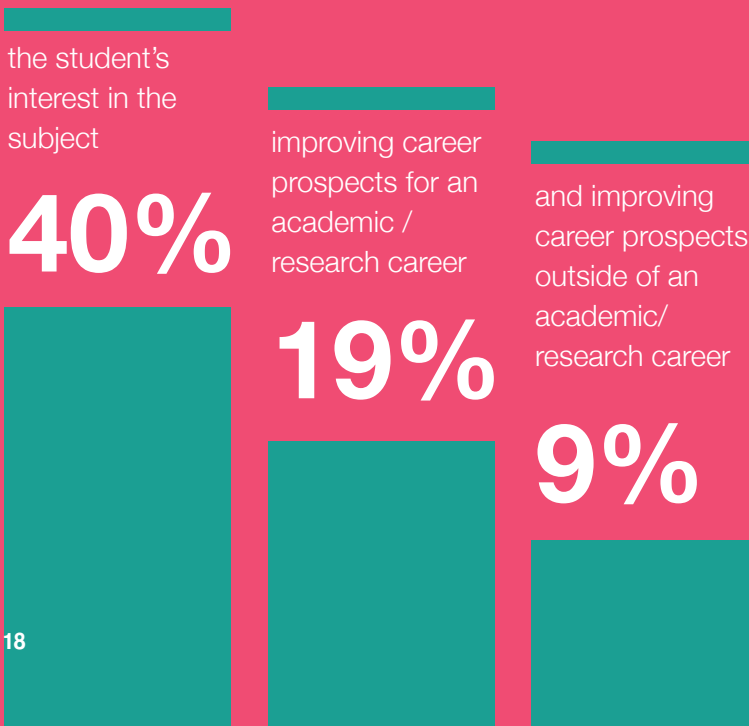 the student’s
interest in the
subject
40%
improving career
prospects for an
academic /
research career
19%
and improving
career prospects
outside of an
academic/
research career
9%
18